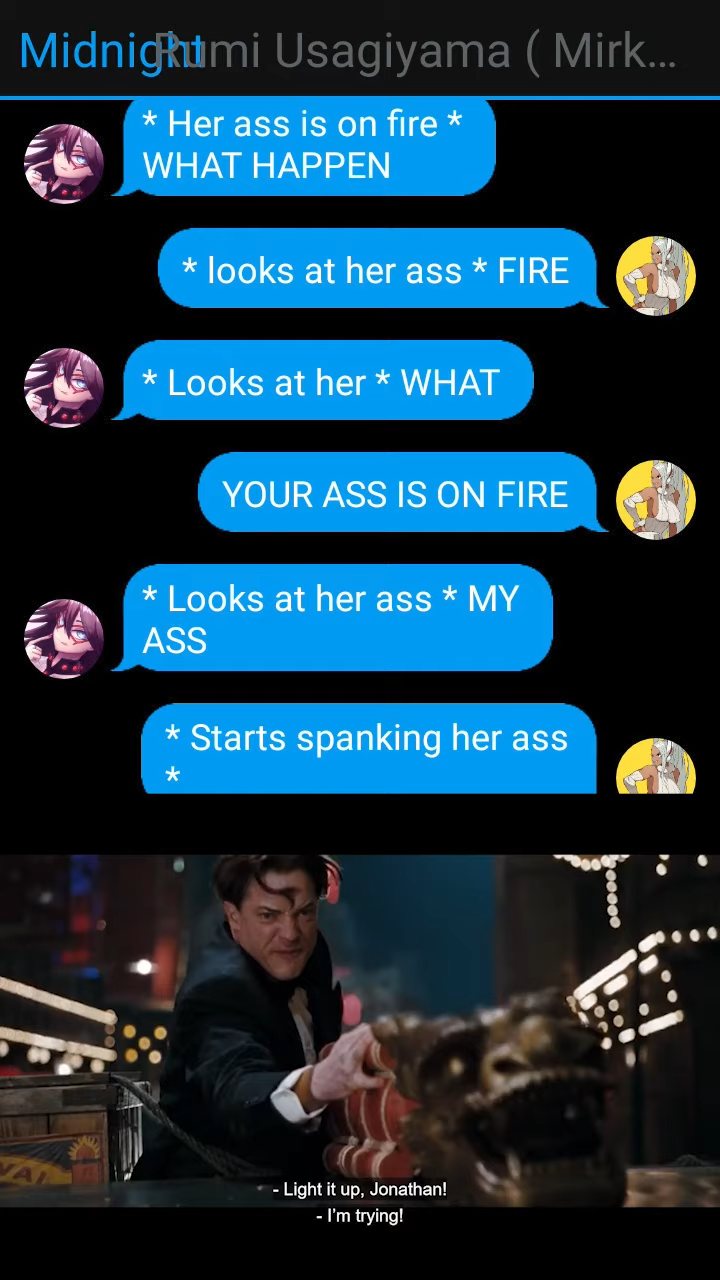 Midnight
Rumi Usagiyama ( Mirk...
* Her ass is on fire *
WHAT HAPPEN
* looks at her ass * FIRE
* Looks at her * WHAT
YOUR ASS IS ON FIRE
* Looks at her ass * MY
ASS
* Starts spanking her ass
*
VAL
- Light it up, Jonathan!
- I'm trying!